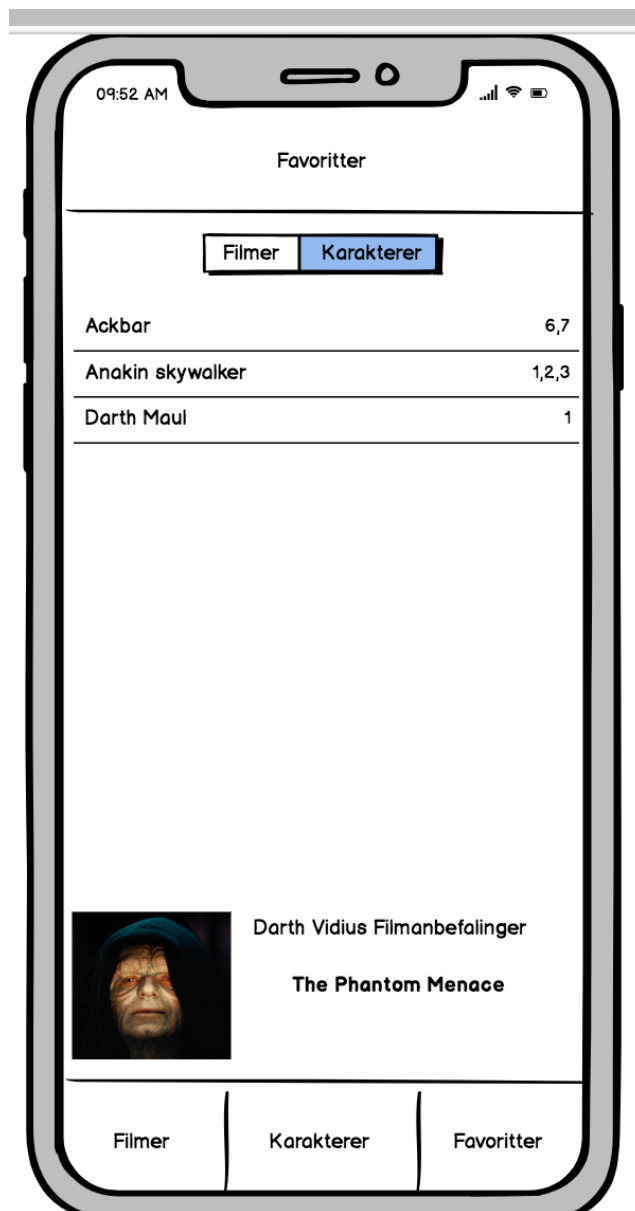 09:52 AM
Favoritter
Filmer Karakterer
Ackbar 6,7
Anakin skywalker 1,2,3
Darth Maul 1
Darth Vidius Filmanbefalinger
The Phantom Menace
Filmer Karakterer Favoritter